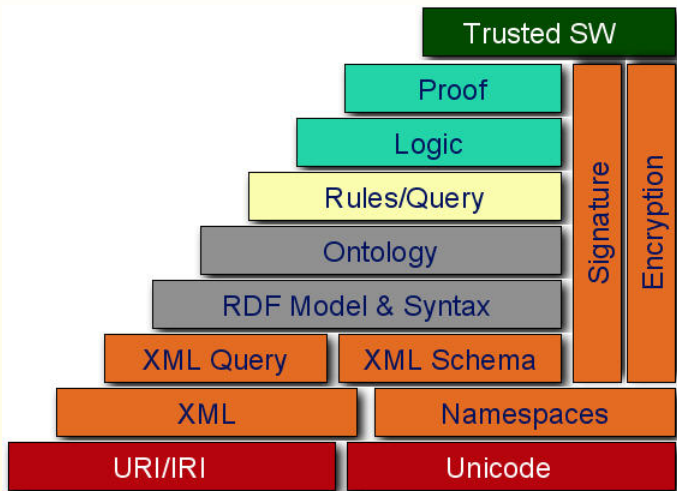 Trusted SW
Proof
Logic
Rules/Query
Ontology
RDF Model & Syntax
XML Query
XML Schema
Signature
Encryption
XML
Namespaces
URI/IRI
Unicode